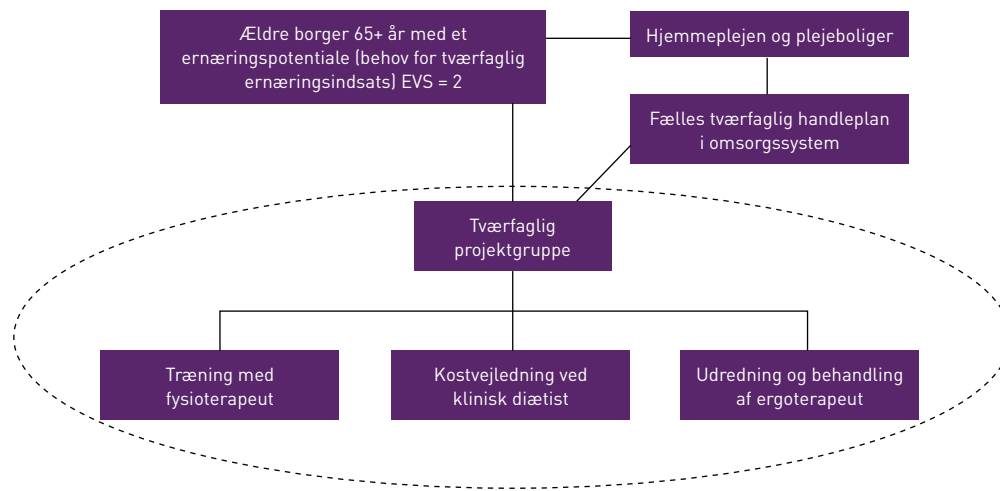 Ældre borger 65+ år med et
ernæringspotentiale (behov for tværfaglig
ernæringsindsats) EVS = 2
Hjemmeplejen og plejeboliger
Fælles tværfaglig handleplan
i omsorgssystem
Tværfaglig
projektgruppe
Træning med
fysioterapeut
Kostvejledning ved
klinisk diætist
Udredning og behandling
af ergoterapeut